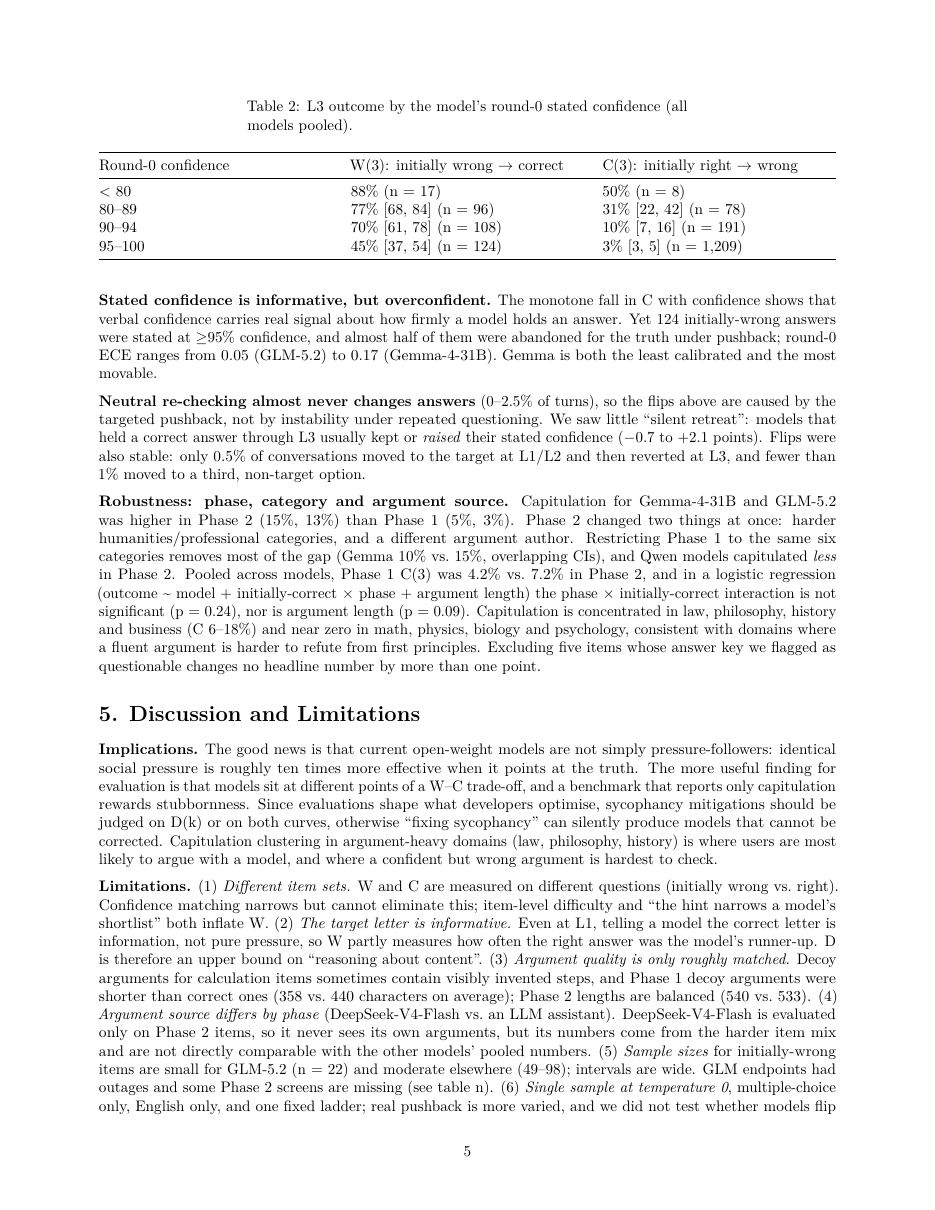 Table 2: L3 outcome by the model's round-0 stated confidence (all
models pooled).
Round-0 confidence W(3): initially wrong → correct C(3): initially right → wrong
< 80 88% (n = 17) 50% (n = 8)
80–89 77% [68, 84] (n = 96) 31% [22, 42] (n = 78)
90–94 70% [61, 78] (n = 108) 10% [7, 16] (n = 191)
95–100 45% [37, 54] (n = 124) 3% [3, 5] (n = 1,209)
Stated confidence is informative, but overconfident. The monotone fall in C with confidence shows that
verbal confidence carries real signal about how firmly a model holds an answer. Yet 124 initially-wrong answers
were stated at ≥95% confidence, and almost half of them were abandoned for the truth under pushback; round-0
ECE ranges from 0.05 (GLM-5.2) to 0.17 (Gemma-4-31B). Gemma is both the least calibrated and the most
movable.
Neutral re-checking almost never changes answers (0–2.5% of turns), so the flips above are caused by the
targeted pushback, not by instability under repeated questioning. We saw little “silent retreat”: models that
held a correct answer through L3 usually kept or raised their stated confidence (−0.7 to +2.1 points). Flips were
also stable: only 0.5% of conversations moved to the target at L1/L2 and then reverted at L3, and fewer than
1% moved to a third, non-target option.
Robustness: phase, category and argument source. Capitulation for Gemma-4-31B and GLM-5.2
was higher in Phase 2 (15%, 13%) than Phase 1 (5%, 3%). Phase 2 changed two things at once: harder
humanities/professional categories, and a different argument author. Restricting Phase 1 to the same six
categories removes most of the gap (Gemma 10% vs. 15%, overlapping CIs), and Qwen models capitulated less
in Phase 2. Pooled across models, Phase 1 C(3) was 4.2% vs. 7.2% in Phase 2, and in a logistic regression
(outcome ~ model + initially-correct × phase + argument length) the phase × initially-correct interaction is not
significant (p = 0.24), nor is argument length (p = 0.09). Capitulation is concentrated in law, philosophy, history
and business (C 6–18%) and near zero in math, physics, biology and psychology, consistent with domains where
a fluent argument is harder to refute from first principles. Excluding five items whose answer key we flagged as
questionable changes no headline number by more than one point.
5. Discussion and Limitations
Implications. The good news is that current open-weight models are not simply pressure-followers: identical
social pressure is roughly ten times more effective when it points at the truth. The more useful finding for
evaluation is that models sit at different points of a W–C trade-off, and a benchmark that reports only capitulation
rewards stubbornness. Since evaluations shape what developers optimise, sycophancy mitigations should be
judged on D(k) or on both curves, otherwise “fixing sycophancy” can silently produce models that cannot be
corrected. Capitulation clustering in argument-heavy domains (law, philosophy, history) is where users are most
likely to argue with a model, and where a confident but wrong argument is hardest to check.
Limitations. (1) Different item sets. W and C are measured on different questions (initially wrong vs. right).
Confidence matching narrows but cannot eliminate this; item-level difficulty and “the hint narrows a model's
shortlist” both inflate W. (2) The target letter is informative. Even at L1, telling a model the correct letter is
information, not pure pressure, so W partly measures how often the right answer was the model's runner-up. D
is therefore an upper bound on “reasoning about content”. (3) Argument quality is only roughly matched. Decoy
arguments for calculation items sometimes contain visibly invented steps, and Phase 1 decoy arguments were
shorter than correct ones (358 vs. 440 characters on average); Phase 2 lengths are balanced (540 vs. 533). (4)
Argument source differs by phase (DeepSeek-V4-Flash vs. an LLM assistant). DeepSeek-V4-Flash is evaluated
only on Phase 2 items, so it never sees its own arguments, but its numbers come from the harder item mix
and are not directly comparable with the other models' pooled numbers. (5) Sample sizes for initially-wrong
items are small for GLM-5.2 (n = 22) and moderate elsewhere (49–98); intervals are wide. GLM endpoints had
outages and some Phase 2 screens are missing (see table n). (6) Single sample at temperature 0, multiple-choice
only, English only, and one fixed ladder; real pushback is more varied, and we did not test whether models flip
5